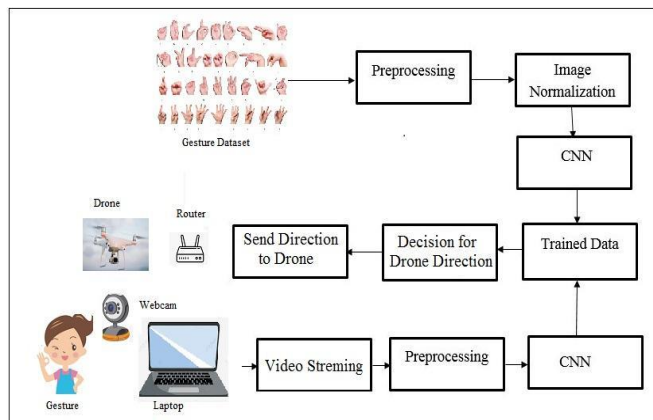 Preprocessing
Image
Normalization
Gesture Dataset
CNN
Drone
Router
Send Direction
to Drone
Decision for
Drone Direction
Trained Data
Webcam
Video Streming
Preprocessing
CNN
Gesture
Laptop